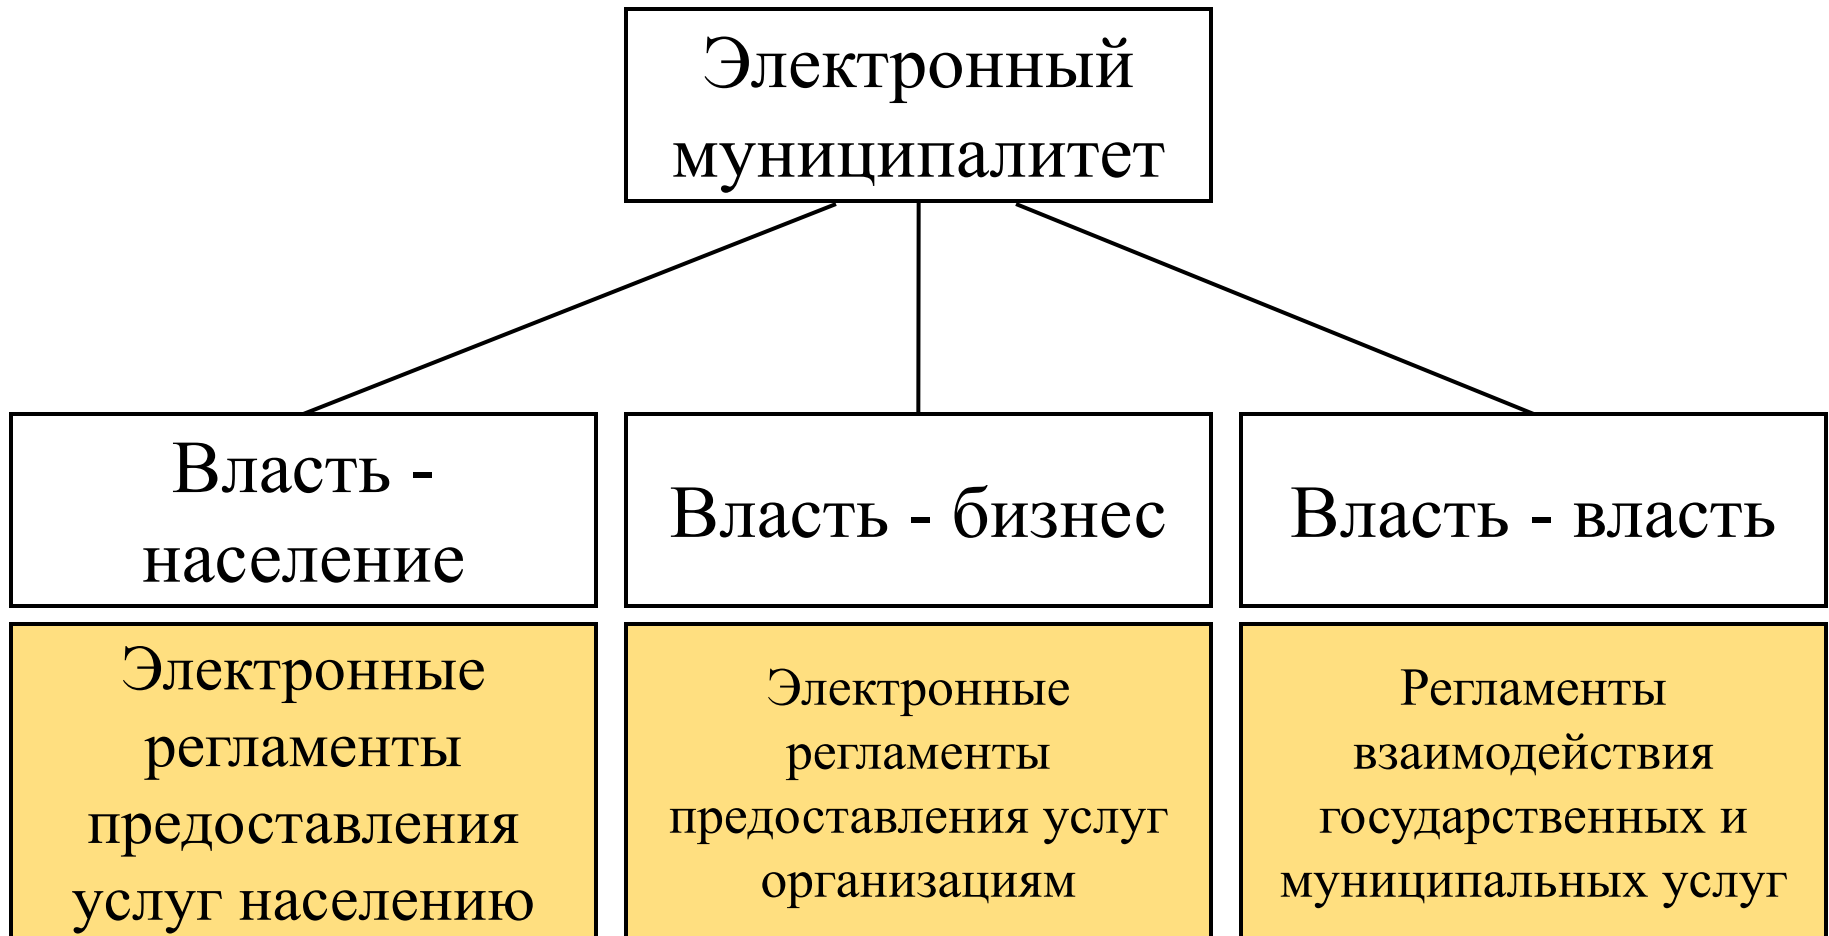 Электронный
муниципалитет
Власть -
население
Власть - бизнес
Власть - власть
Электронные
регламенты
предоставления
услуг населению
Электронные
регламенты
предоставления услуг
организациям
Регламенты
взаимодействия
государственных и
муниципальных услуг